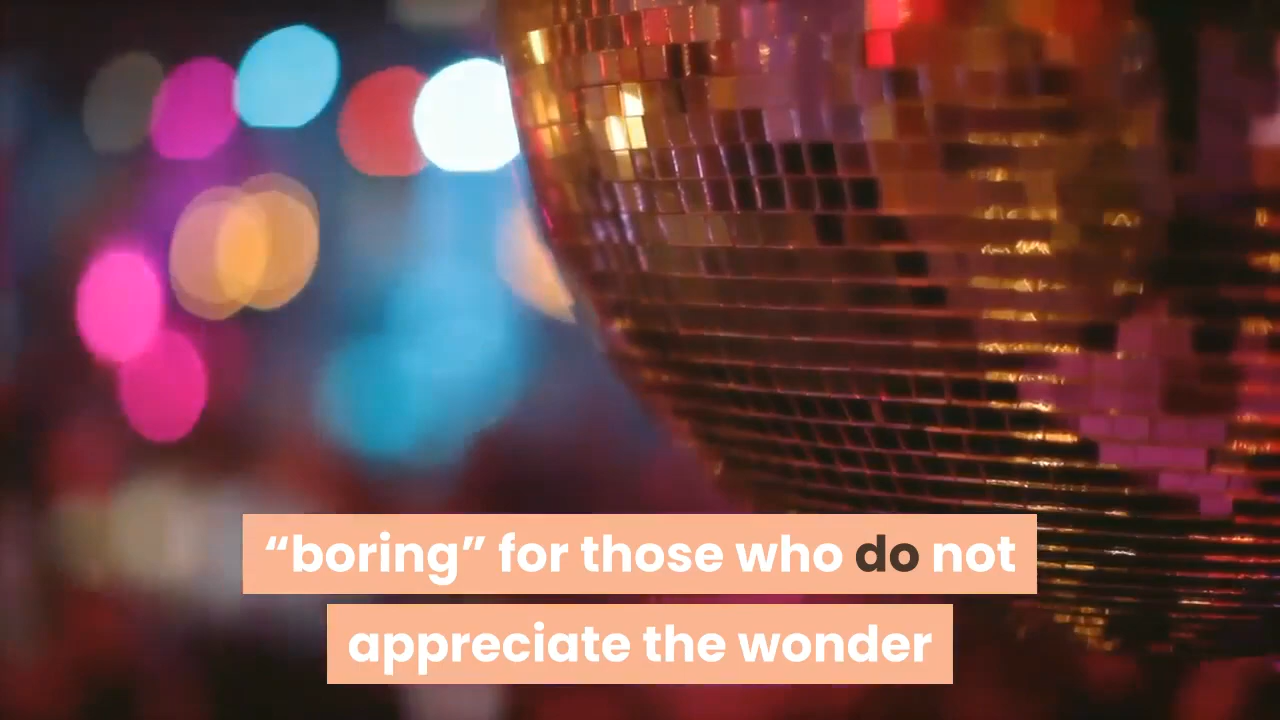 “boring” for those who do not
appreciate the wonder